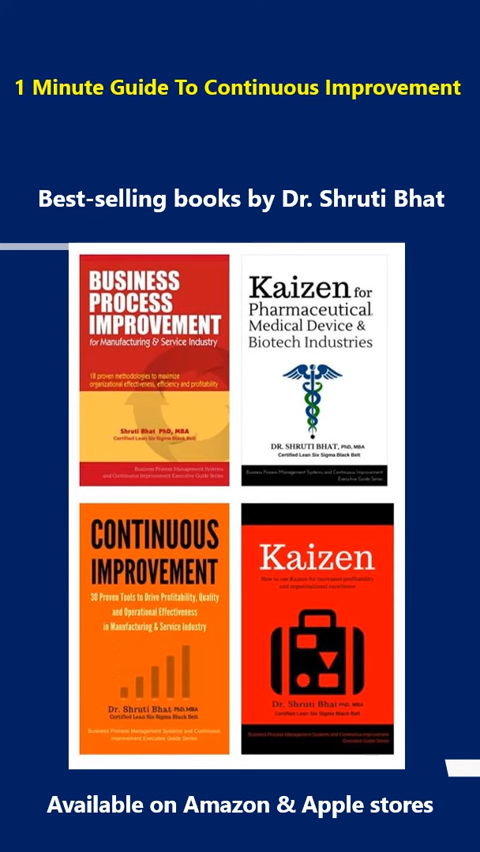 1 Minute Guide To Continuous Improvement
Best-selling books by Dr. Shruti Bhat
BUSINESS
PROCESS
IMPROVEMENT
for Manufacturing & Service Industry
18 proven methodologies to maximize
organizational effectiveness, efficiency and profitability
Shruti Bhat PhD, MBA
Certified Lean Six Sigma Black Belt
Business Process Management Systems
and Continuous Improvement Executive Guide Series
Kaizen for
Pharmaceutical,
Medical Device &
Biotech Industries
DR. SHRUTI BHAT, PhD, MBA
Certified Lean Six Sigma Black Belt
Business Process Management Systems and Continuous Improvement
Executive Guide Series
CONTINUOUS
IMPROVEMENT
30 Proven Tools to Drive Profitability, Quality
and Operational Effectiveness
in Manufacturing & Service Industry
Dr. Shruti Bhat PhD, MBA
Certified Lean Six Sigma Black Belt
Business Process Management Systems and Continuous
Improvement Executive Guide Series
Kaizen
How to use Kaizen for increased profitability
and organizational excellence
Dr. Shruti Bhat PhD, MBA
Certified Lean Six Sigma Black Belt
Business Process Management Systems and Continuous Improvement
Executive Guide Series
Available on Amazon & Apple stores